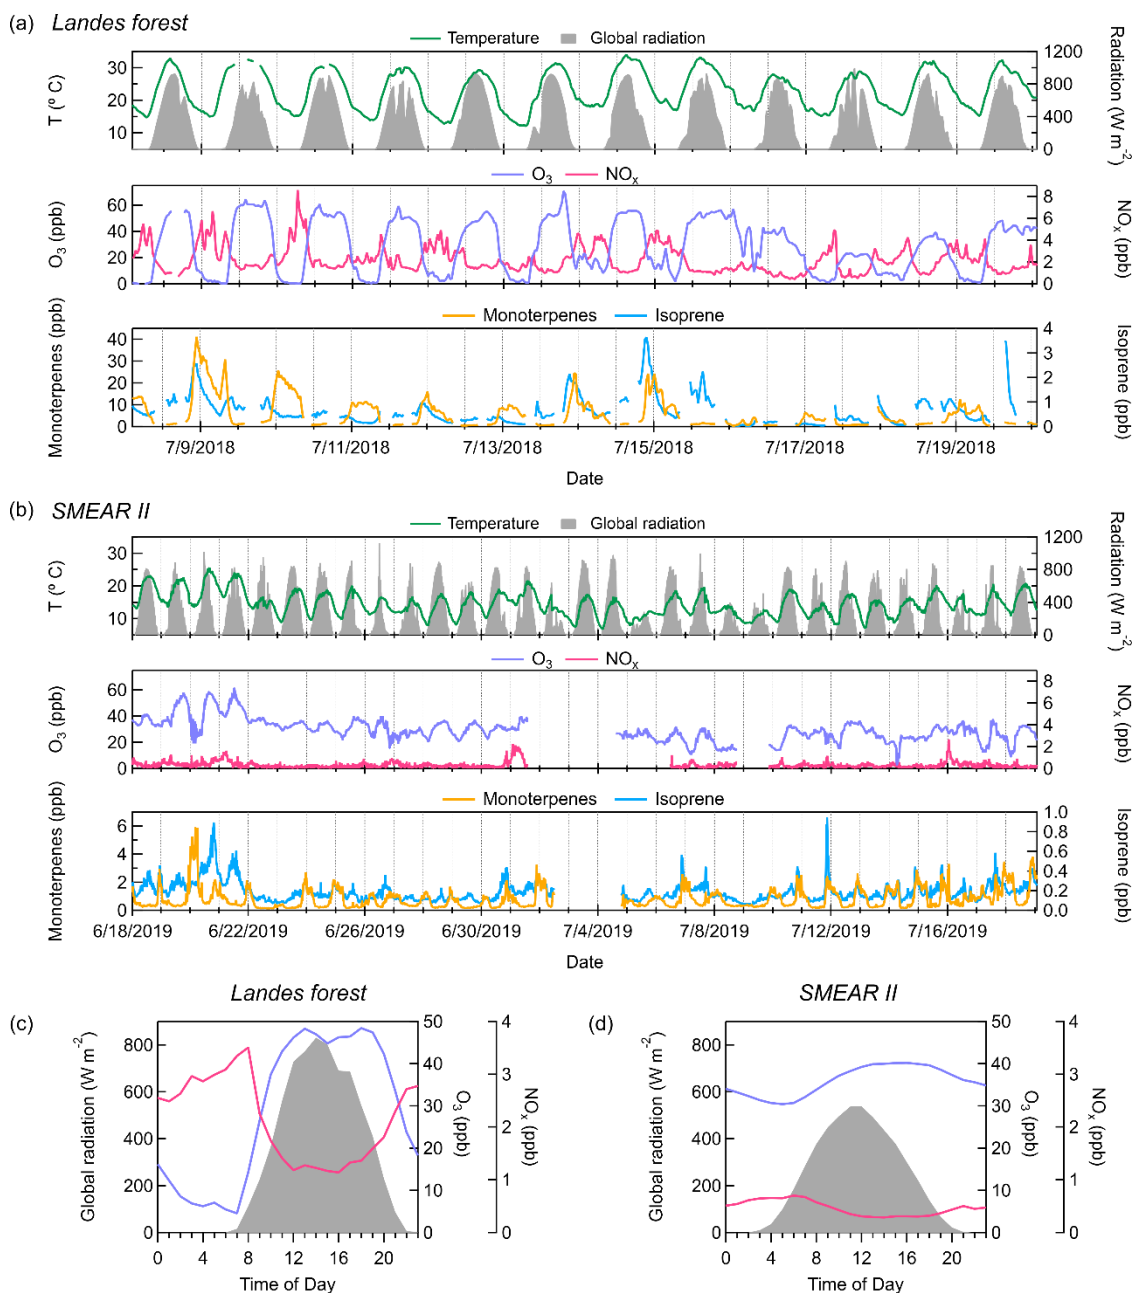 (a) Landes forest
Temperature Global radiation
30
20
10
T (º C)
1200
800
400
0
Radiation (W m-2)
O3 NOx
60
40
20
0
O3 (ppb)
8
6
4
2
0
NOx (ppb)
Monoterpenes Isoprene
40
30
20
10
0
Monoterpenes (ppb)
4
3
2
1
0
Isoprene (ppb)
7/9/2018 7/11/2018 7/13/2018 7/15/2018 7/17/2018 7/19/2018
Date
(b) SMEAR II
Temperature Global radiation
30
20
10
T (º C)
1200
800
400
0
Radiation (W m-2)
O3 NOx
60
40
20
0
O3 (ppb)
8
6
4
2
0
NOx (ppb)
Monoterpenes Isoprene
6
4
2
0
Monoterpenes (ppb)
1.0
0.8
0.6
0.4
0.2
0.0
Isoprene (ppb)
6/18/2019 6/22/2019 6/26/2019 6/30/2019 7/4/2019 7/8/2019 7/12/2019 7/16/2019
Date
(c) Landes forest
800
600
400
200
0
Global radiation (W m-2)
50
40
30
20
10
0
O3 (ppb)
4
3
2
1
0
NOx (ppb)
0 4 8 12 16 20
Time of Day
(d) SMEAR II
800
600
400
200
0
Global radiation (W m-2)
50
40
30
20
10
0
O3 (ppb)
4
3
2
1
0
NOx (ppb)
0 4 8 12 16 20
Time of Day